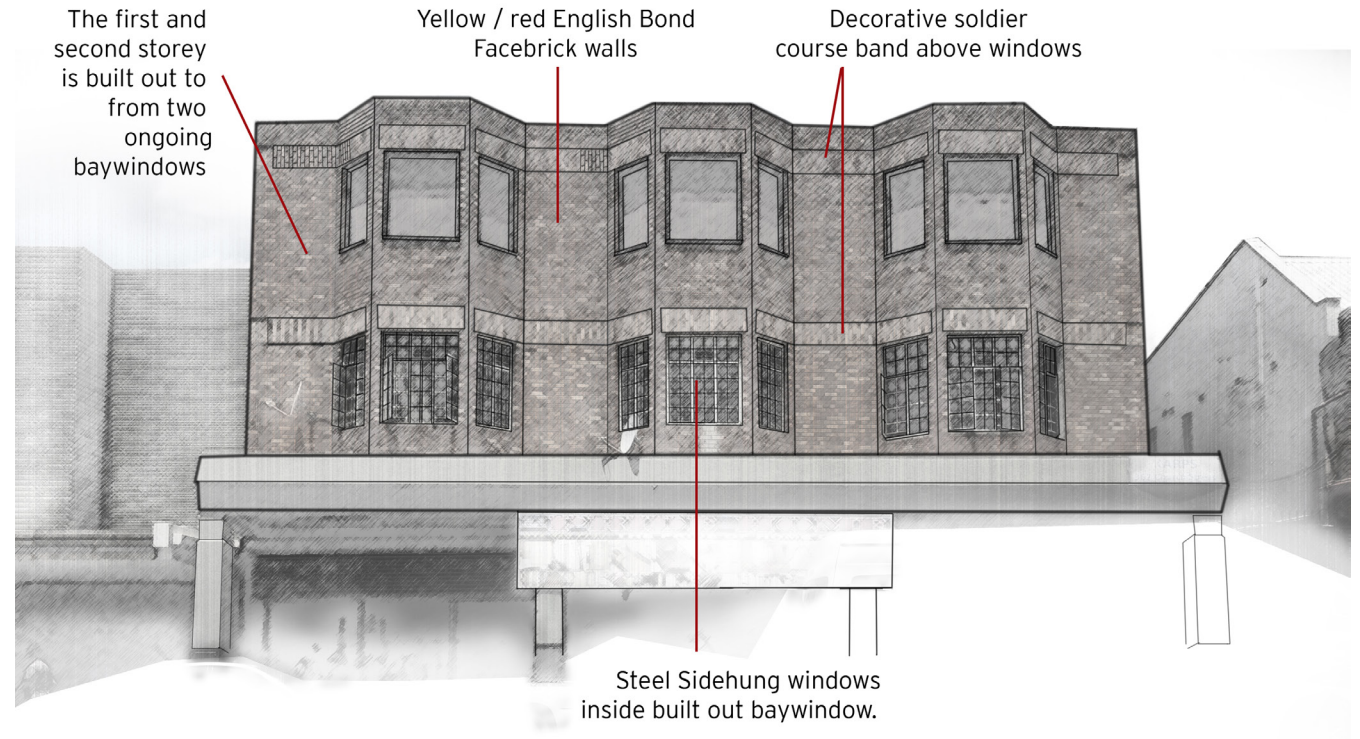 The first and
second storey
is built out to
from two
ongoing
baywindows
Yellow / red English Bond
Facebrick walls
Decorative soldier
course band above windows
Steel Sidehung windows
inside built out baywindow.